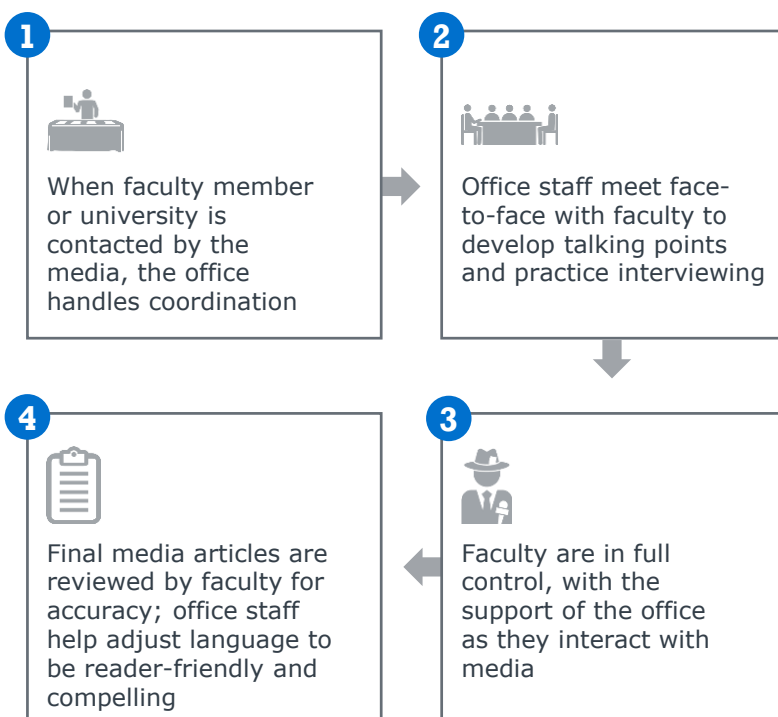 1
When faculty member
or university is
contacted by the
media, the office
handles coordination
2
Office staff meet face-
to-face with faculty to
develop talking points
and practice interviewing
3
Faculty are in full
control, with the
support of the office
as they interact with
media
4
Final media articles are
reviewed by faculty for
accuracy; office staff
help adjust language to
be reader-friendly and
compelling